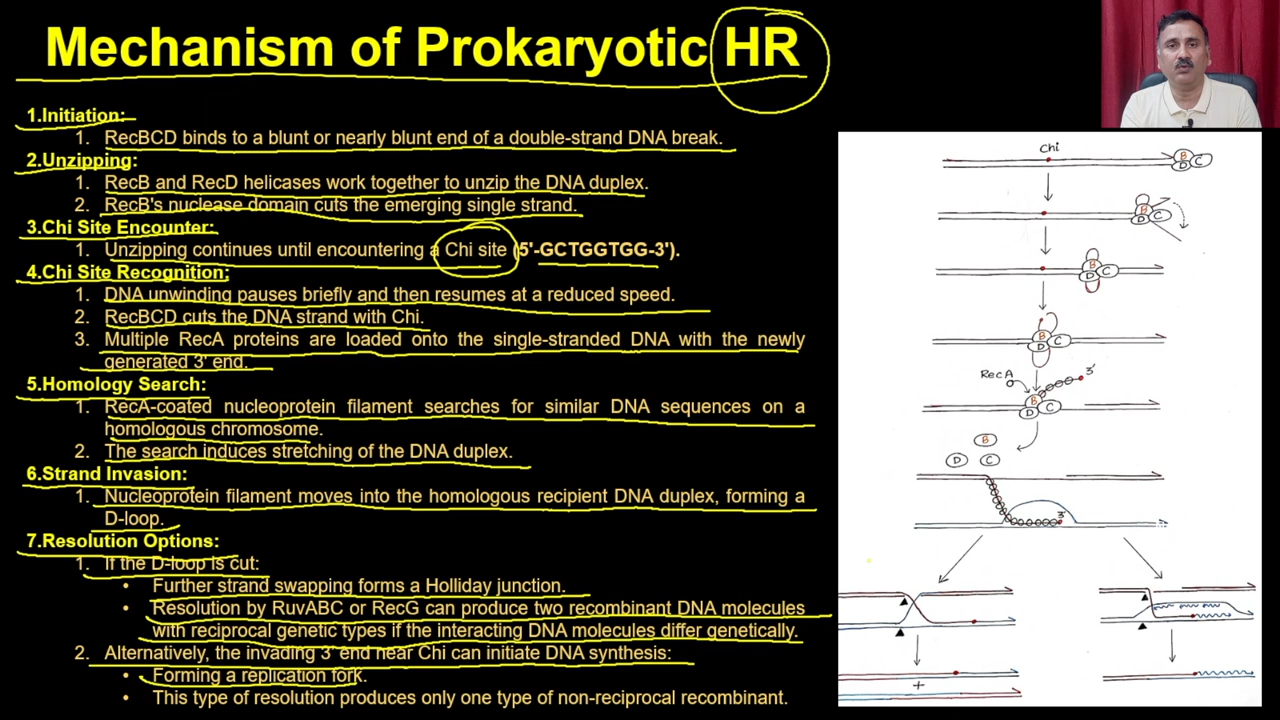 Mechanism of Prokaryotic HR
1.Initiation:
1. RecBCD binds to a blunt or nearly blunt end of a double-strand DNA break.
2.Unzipping:
1. RecB and RecD helicases work together to unzip the DNA duplex.
2. RecB's nuclease domain cuts the emerging single strand.
3.Chi Site Encounter:
1. Unzipping continues until encountering a Chi site (5'-GCTGGTGG-3').
4.Chi Site Recognition:
1. DNA unwinding pauses briefly and then resumes at a reduced speed.
2. RecBCD cuts the DNA strand with Chi.
3. Multiple RecA proteins are loaded onto the single-stranded DNA with the newly
generated 3' end.
5.Homology Search:
1. RecA-coated nucleoprotein filament searches for similar DNA sequences on a
homologous chromosome.
2. The search induces stretching of the DNA duplex.
6.Strand Invasion:
1. Nucleoprotein filament moves into the homologous recipient DNA duplex, forming a
D-loop.
7.Resolution Options:
1. If the D-loop is cut:
• Further strand swapping forms a Holliday junction.
• Resolution by RuvABC or RecG can produce two recombinant DNA molecules
with reciprocal genetic types if the interacting DNA molecules differ genetically.
2. Alternatively, the invading 3' end near Chi can initiate DNA synthesis:
• Forming a replication fork.
• This type of resolution produces only one type of non-reciprocal recombinant.
Chi
B
D C
B
D C
B
D C
B
D C
RecA
3'
B
D C
B
D C
3'
+